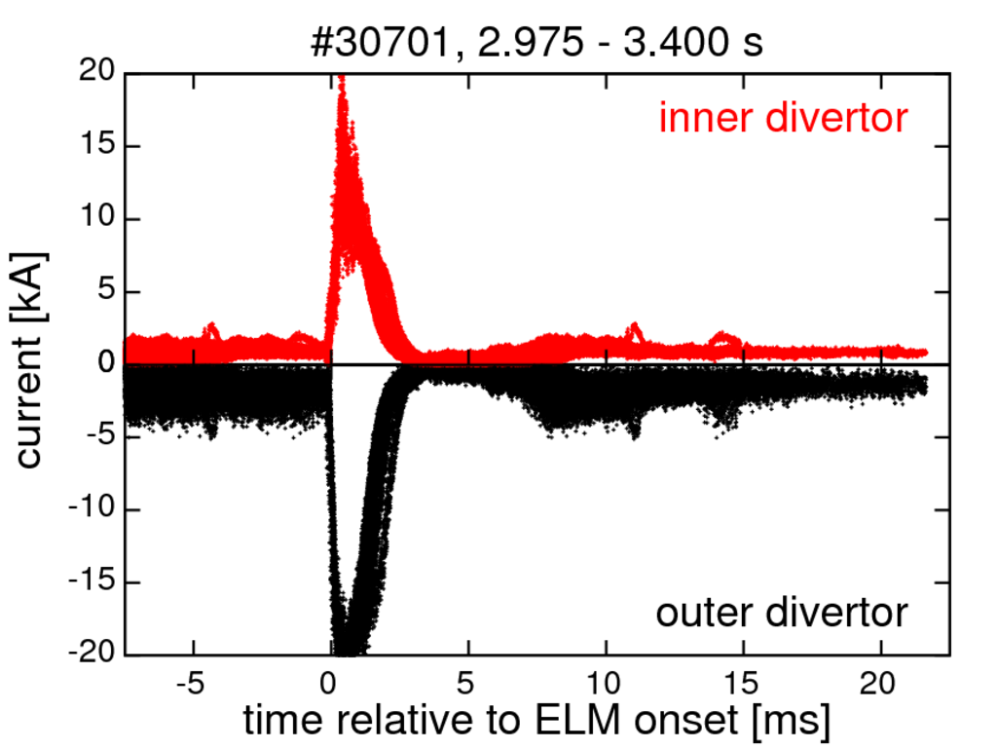 #30701, 2.975 - 3.400 s
20
15
10
5
0
-5
-10
-15
-20
current [kA]
inner divertor
outer divertor
-5 0 5 10 15 20
time relative to ELM onset [ms]